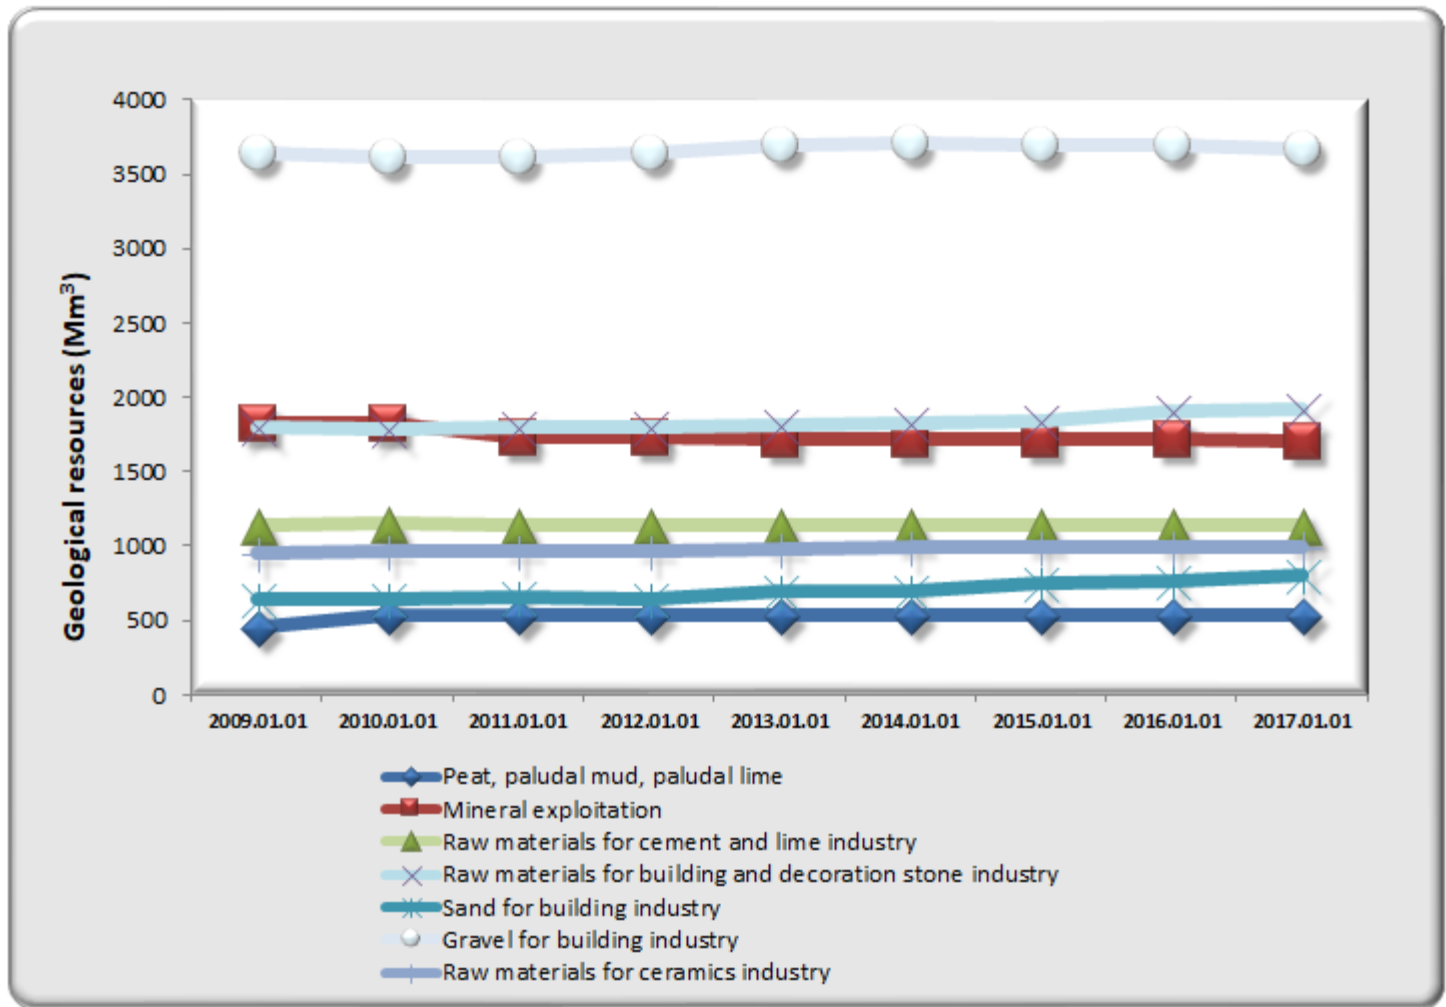 4000
3500
3000
2500
2000
1500
1000
500
0
Geological resources (Mm³)
2009.01.01 2010.01.01 2011.01.01 2012.01.01 2013.01.01 2014.01.01 2015.01.01 2016.01.01 2017.01.01
Peat, paludal mud, paludal lime
Mineral exploitation
Raw materials for cement and lime industry
Raw materials for building and decoration stone industry
Sand for building industry
Gravel for building industry
Raw materials for ceramics industry